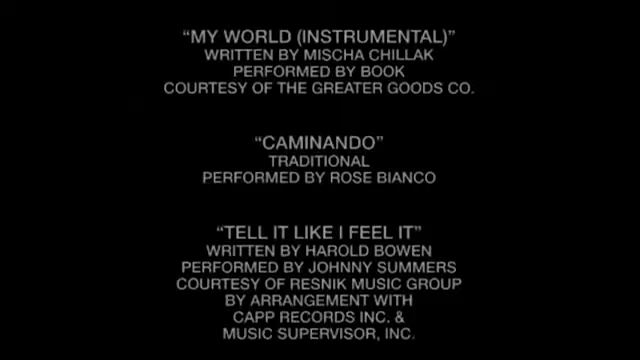 “MY WORLD (INSTRUMENTAL)”
WRITTEN BY MISCHA CHILLAK
PERFORMED BY BOOK
COURTESY OF THE GREATER GOODS CO.
“CAMINANDO”
TRADITIONAL
PERFORMED BY ROSE BIANCO
“TELL IT LIKE I FEEL IT”
WRITTEN BY HAROLD BOWEN
PERFORMED BY JOHNNY SUMMERS
COURTESY OF RESNIK MUSIC GROUP
BY ARRANGEMENT WITH
CAPP RECORDS INC. &
MUSIC SUPERVISOR, INC.